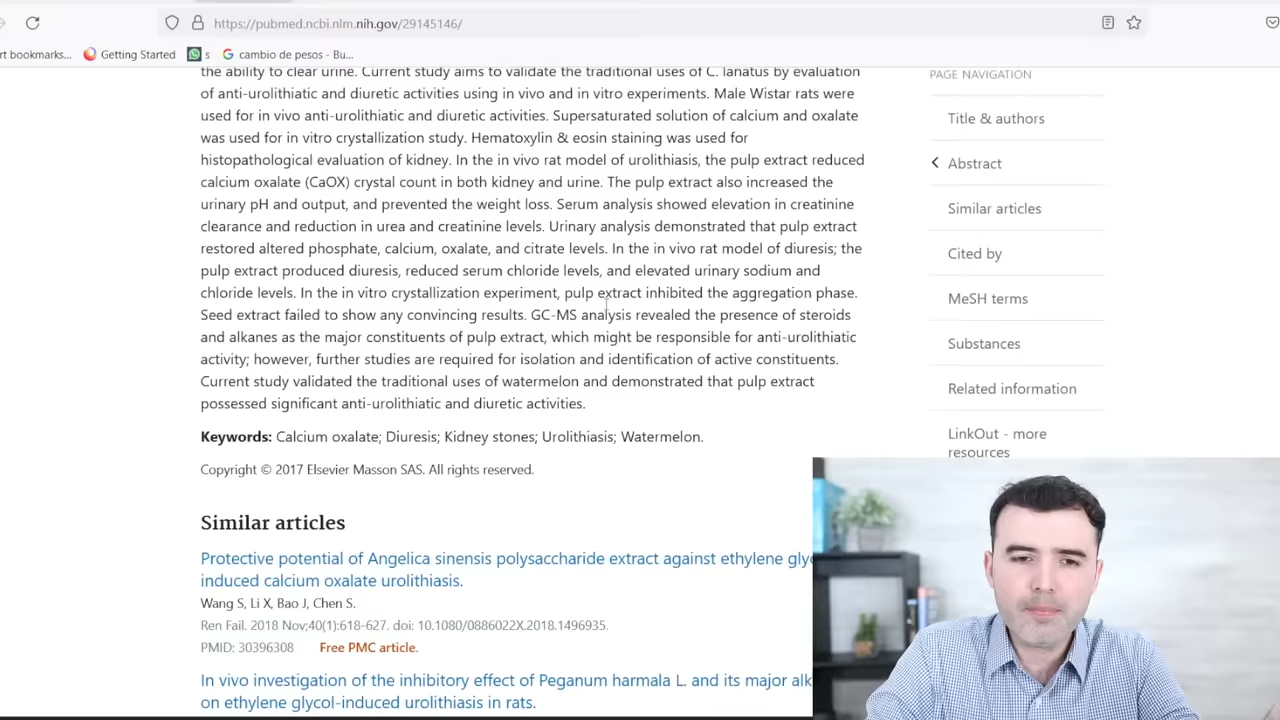 https://pubmed.ncbi.nlm.nih.gov/29145146/
rt bookmarks... Getting Started s cambio de pesos - Bu...
the ability to clear urine. Current study aims to validate the traditional uses of C. lanatus by evaluation
of anti-urolithiatic and diuretic activities using in vivo and in vitro experiments. Male Wistar rats were
used for in vivo anti-urolithiatic and diuretic activities. Supersaturated solution of calcium and oxalate
was used for in vitro crystallization study. Hematoxylin & eosin staining was used for
histopathological evaluation of kidney. In the in vivo rat model of urolithiasis, the pulp extract reduced
calcium oxalate (CaOX) crystal count in both kidney and urine. The pulp extract also increased the
urinary pH and output, and prevented the weight loss. Serum analysis showed elevation in creatinine
clearance and reduction in urea and creatinine levels. Urinary analysis demonstrated that pulp extract
restored altered phosphate, calcium, oxalate, and citrate levels. In the in vivo rat model of diuresis; the
pulp extract produced diuresis, reduced serum chloride levels, and elevated urinary sodium and
chloride levels. In the in vitro crystallization experiment, pulp extract inhibited the aggregation phase.
Seed extract failed to show any convincing results. GC-MS analysis revealed the presence of steroids
and alkanes as the major constituents of pulp extract, which might be responsible for anti-urolithiatic
activity; however, further studies are required for isolation and identification of active constituents.
Current study validated the traditional uses of watermelon and demonstrated that pulp extract
possessed significant anti-urolithiatic and diuretic activities.
Keywords: Calcium oxalate; Diuresis; Kidney stones; Urolithiasis; Watermelon.
Copyright © 2017 Elsevier Masson SAS. All rights reserved.
Similar articles
Protective potential of Angelica sinensis polysaccharide extract against ethylene glyc
induced calcium oxalate urolithiasis.
Wang S, Li X, Bao J, Chen S.
Ren Fail. 2018 Nov;40(1):618-627. doi: 10.1080/0886022X.2018.1496935.
PMID: 30396308 Free PMC article.
In vivo investigation of the inhibitory effect of Peganum harmala L. and its major alk
on ethylene glycol-induced urolithiasis in rats.
PAGE NAVIGATION
Title & authors
Abstract
Similar articles
Cited by
MeSH terms
Substances
Related information
LinkOut - more
resources